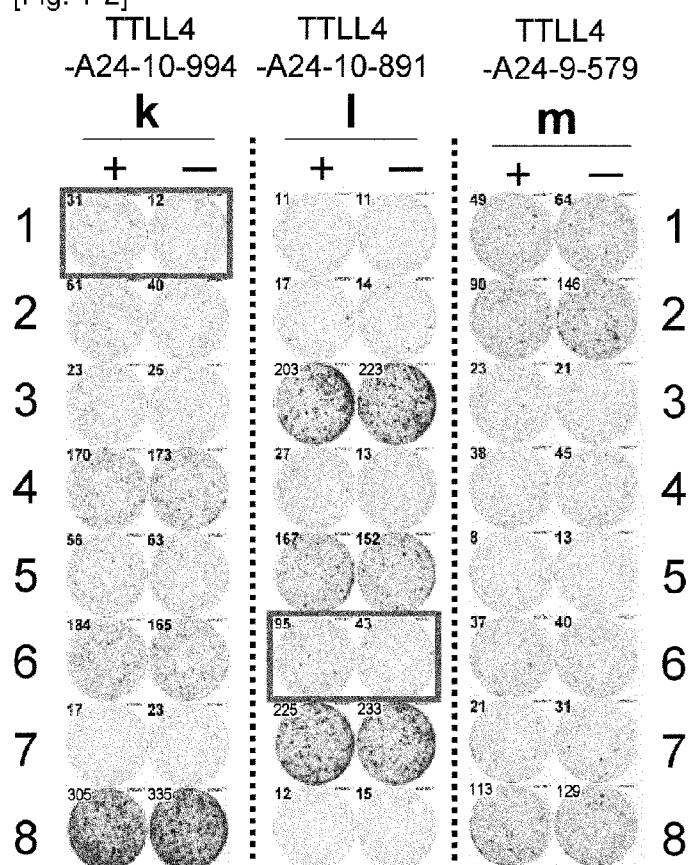 [Fig. 1-2]
TTLL4 TTLL4 TTLL4
-A24-10-994 -A24-10-891 -A24-9-579
k l m
+ — + — + —
1 31 12 11 11 49 64 1
2 61 40 17 14 90 146 2
3 23 25 203 223 23 21 3
4 170 173 27 13 38 45 4
5 56 63 167 152 8 13 5
6 184 165 95 43 37 40 6
7 17 23 225 233 21 31 7
8 305 335 12 15 113 129 8